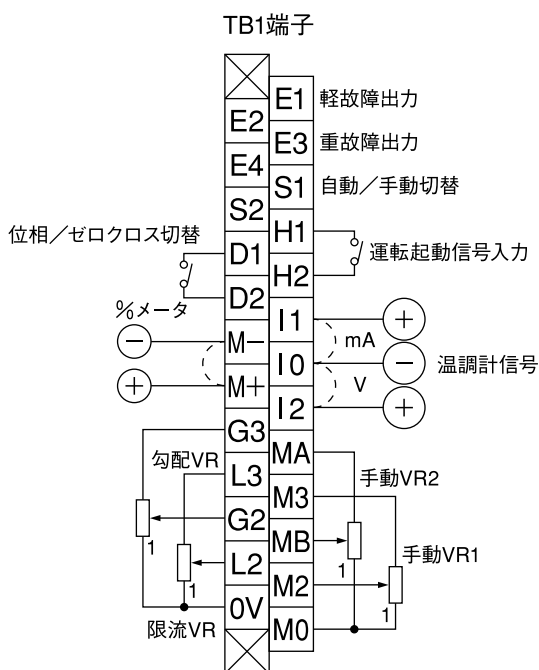 TB1端子
E1 軽故障出力
E2
E3 重故障出力
E4
S1 自動／手動切替
S2
H1
位相／ゼロクロス切替
D1
運転起動信号入力
H2
D2
%メータ
I1 +
− M−
mA
I0 − 温調計信号
+ M+
V
I2 +
G3
勾配VR
MA
手動VR2
L3
M3
G2
1
MB
手動VR1
L2
1
1
M2
1
0V
限流VR
M0